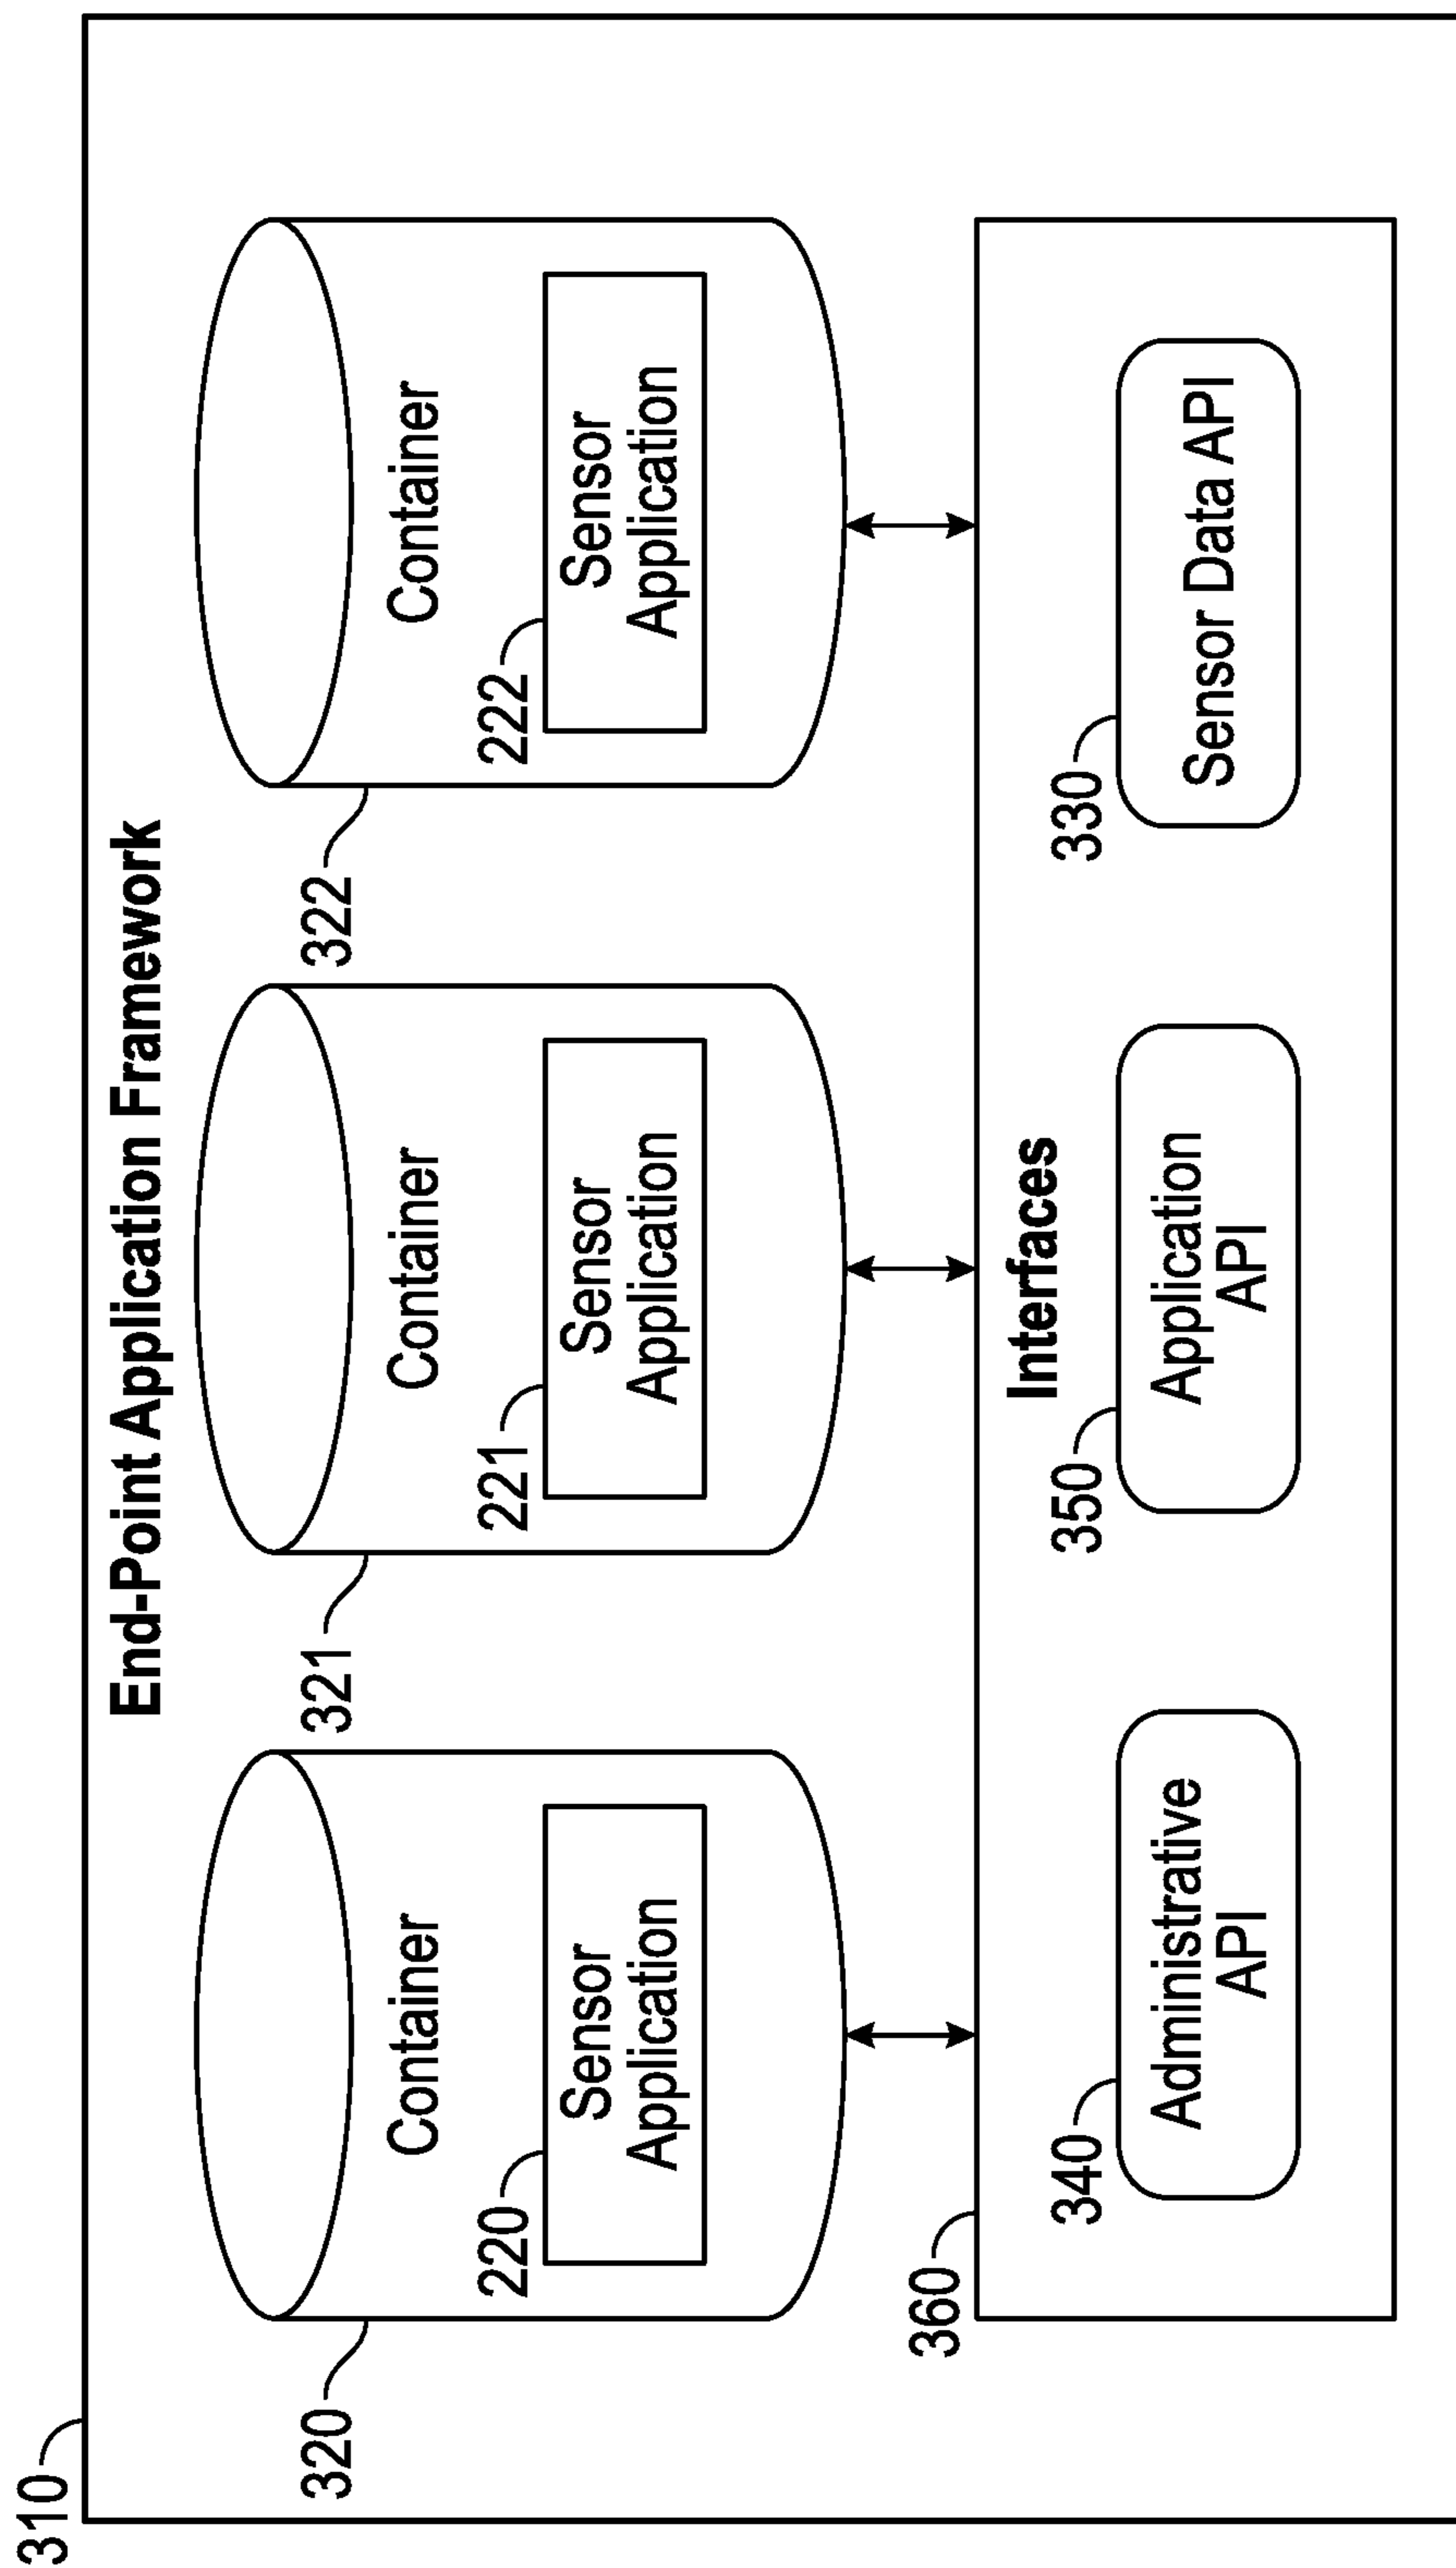 310
End-Point Application Framework
320
321
322
Container
Container
Container
220
221
222
Sensor
Application
Sensor
Application
Sensor
Application
360
Interfaces
340
350
330
Administrative
API
Application
API
Sensor Data API